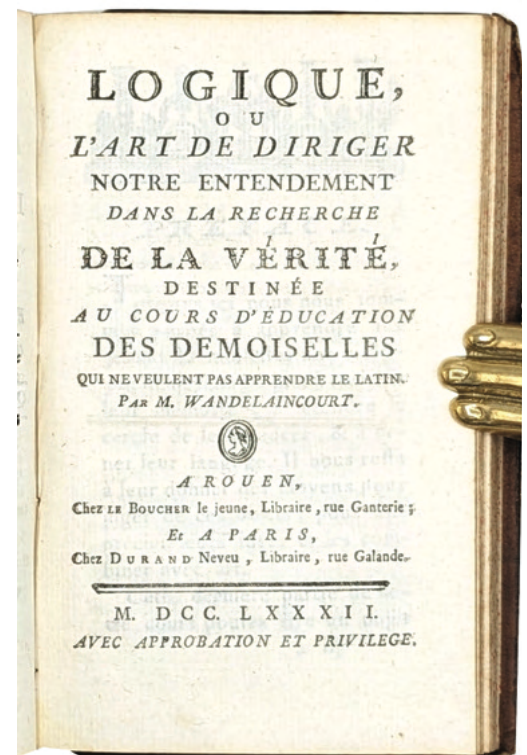 LOGIQUE,
OU
L'ART DE DIRIGER
NOTRE ENTENDEMENT
DANS LA RECHERCHE
DE LA VÉRITÉ,
DESTINÉE
AU COURS D'ÉDUCATION
DES DEMOISELLES
QUI NE VEULENT PAS APPRENDRE LE LATIN.
PAR M. WANDELAINCOURT.
A ROUEN,
Chez LE BOUCHER le jeune, Libraire, rue Ganterie;
Et A PARIS,
Chez DURAND Neveu, Libraire, rue Galande.
M. DCC. LXXXII.
AVEC APPROBATION ET PRIVILEGE.